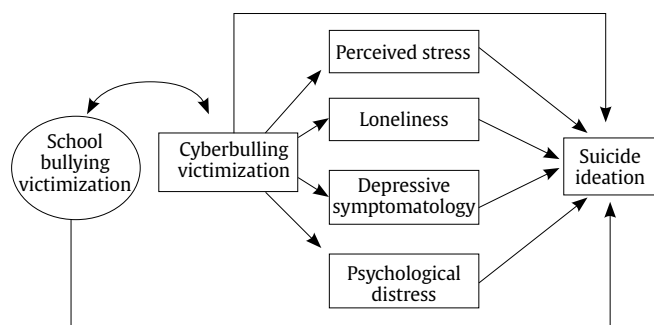 Perceived stress
Loneliness
School
bullying
victimization
Cyberbulling
victimization
Depressive
symptomatology
Suicide
ideation
Psychological
distress